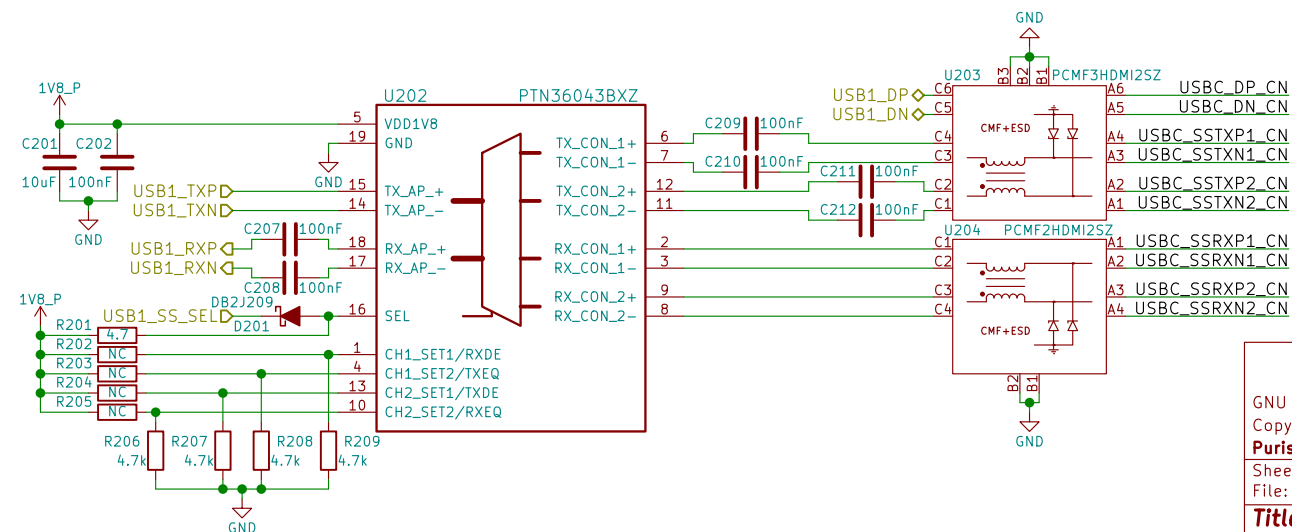 GND
U203
PCMF3HDMI2SZ
B3
B2
B1
1V8_P
U202
PTN36043BXZ
USB1_DP
C6
A6
USBC_DP_CN
USB1_DN
C5
A5
USBC_DN_CN
5
VDD1V8
C209
100nF
CMF+ESD
C201
C202
19
GND
TX_CON_1+
6
C4
A4
USBC_SSTXP1_CN
TX_CON_1-
7
C210
100nF
C3
A3
USBC_SSTXN1_CN
10uF
100nF
GND
C211
100nF
USB1_TXP
15
TX_AP_+
TX_CON_2+
12
C2
A2
USBC_SSTXP2_CN
USB1_TXN
14
TX_AP_-
TX_CON_2-
11
C212
100nF
C1
A1
USBC_SSTXN2_CN
GND
C207
100nF
U204
PCMF2HDMI2SZ
USB1_RXP
18
RX_AP_+
RX_CON_1+
2
C1
A1
USBC_SSRXP1_CN
USB1_RXN
17
RX_AP_-
RX_CON_1-
3
C2
A2
USBC_SSRXN1_CN
C208
100nF
1V8_P
DB2J209
RX_CON_2+
9
C3
A3
USBC_SSRXP2_CN
USB1_SS_SEL
D201
16
SEL
RX_CON_2-
8
C4
A4
USBC_SSRXN2_CN
R201
4.7
CMF+ESD
R202
NC
1
CH1_SET1/RXDE
R203
NC
4
CH1_SET2/TXEQ
R204
NC
13
CH2_SET1/TXDE
R205
NC
10
CH2_SET2/RXEQ
B2
B1
GND
R206
4.7k
R207
4.7k
R208
4.7k
R209
4.7k
GND
GNU
Copy
Puris
Shee
File:
Title